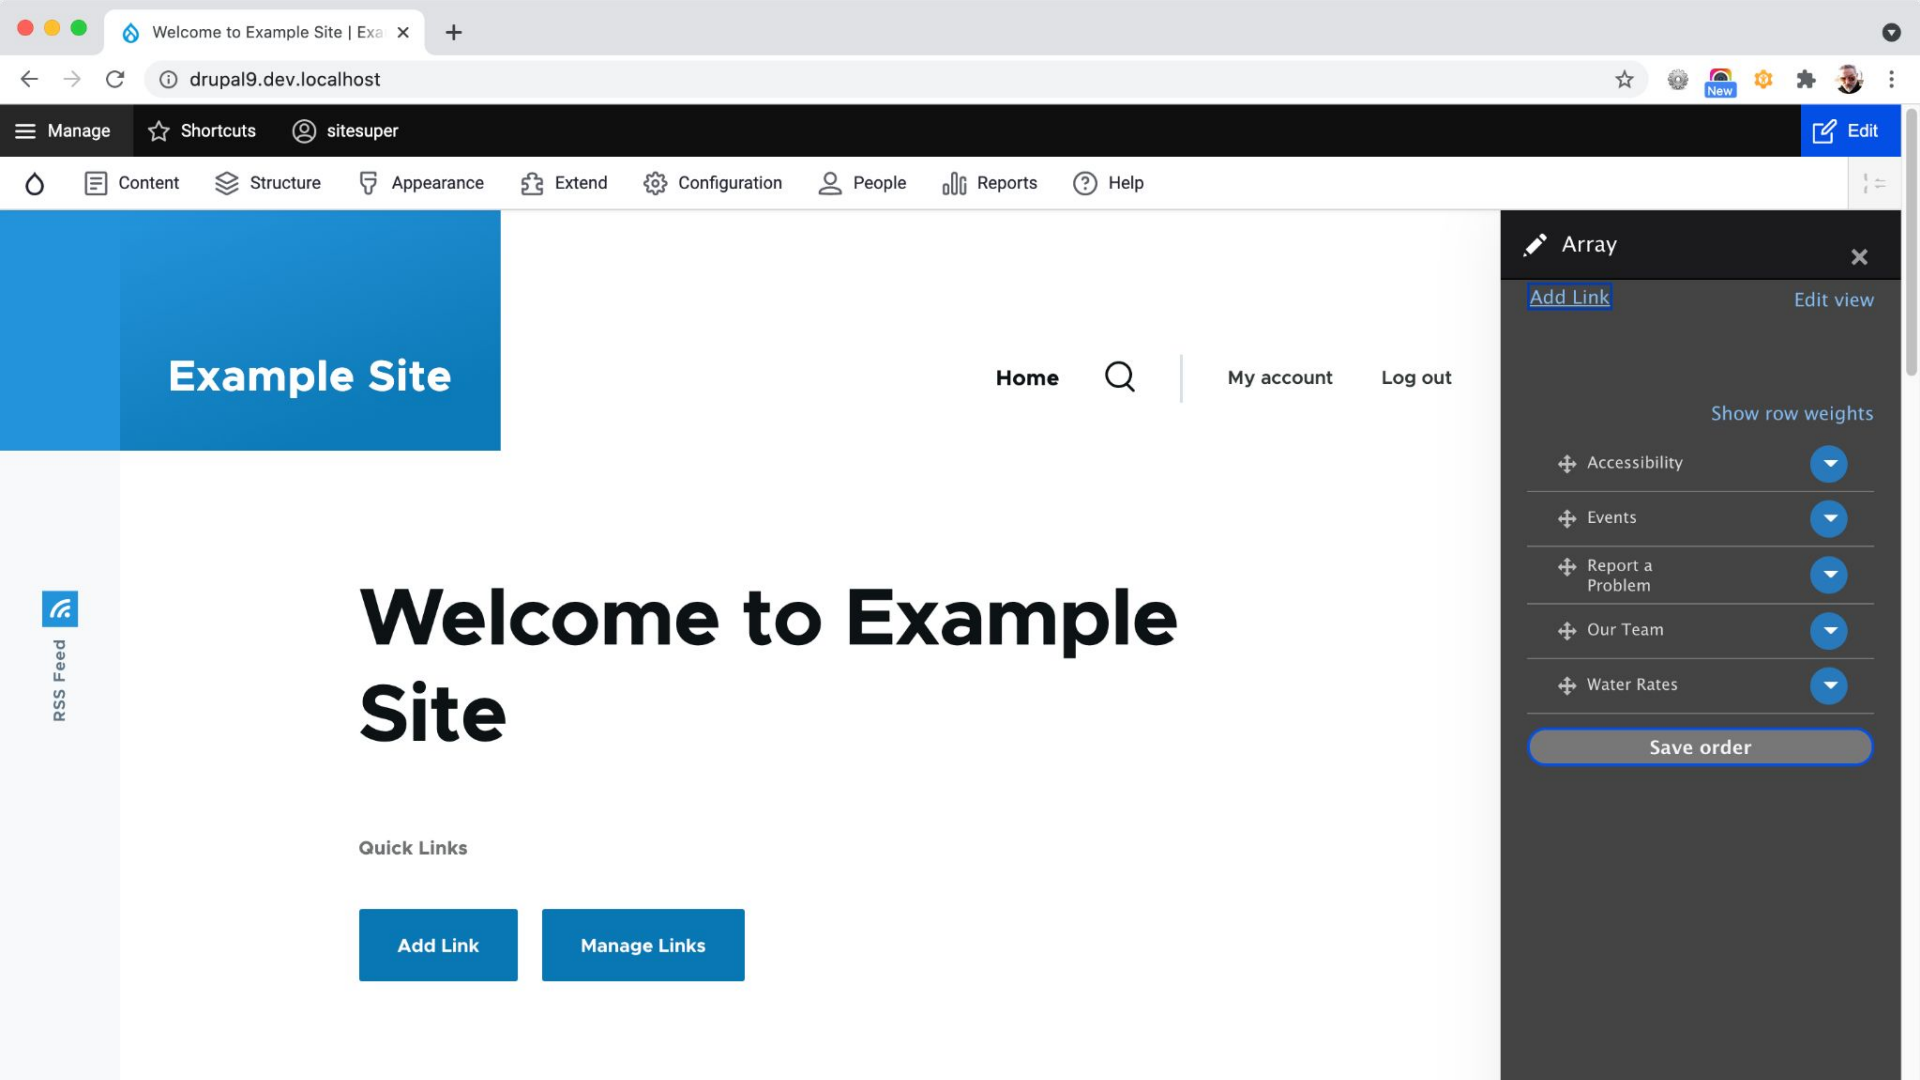 Welcome to Example Site | Exa
drupal9.dev.localhost
New
Manage
Shortcuts
sitesuper
Edit
Content
Structure
Appearance
Extend
Configuration
People
Reports
Help
Example Site
Home
My account
Log out
RSS Feed
Welcome to Example
Site
Quick Links
Add Link
Manage Links
Array
Add Link
Edit view
Show row weights
Accessibility
Events
Report a
Problem
Our Team
Water Rates
Save order